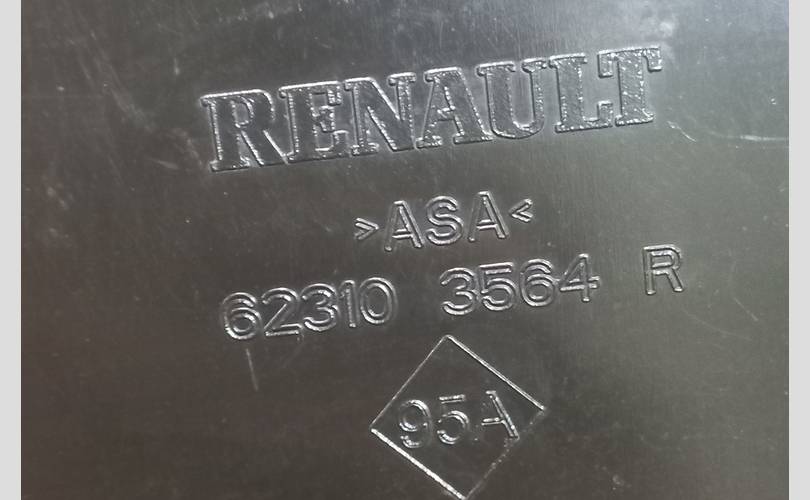 RENAULT
>ASA<
62310 3564 R
95A